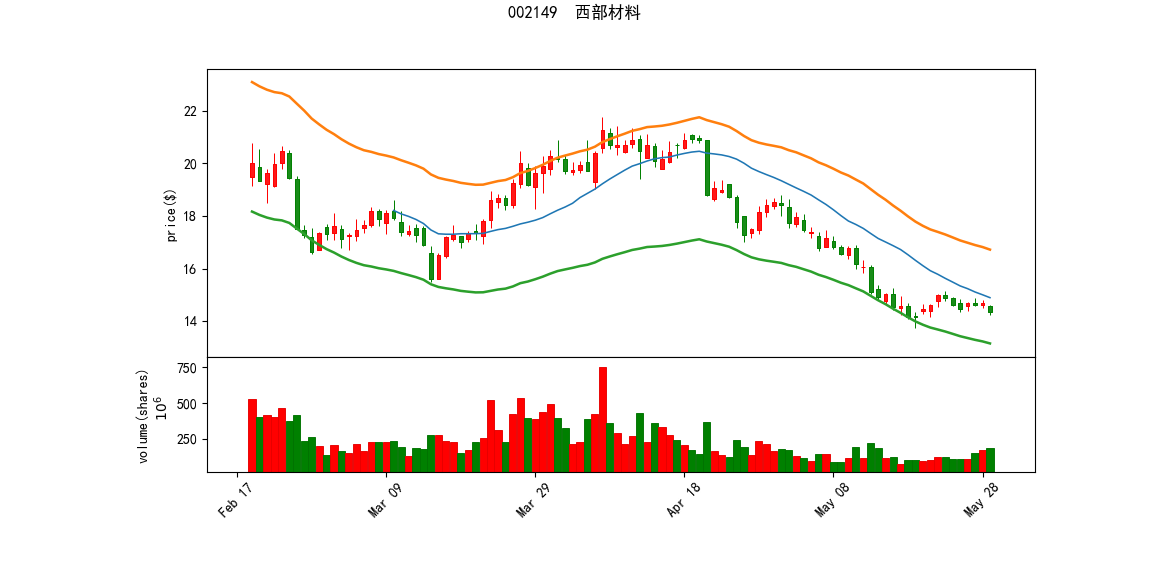 002149  西部材料
price($)
22
20
18
16
14
volume(shares)
10^6
750
500
250
Feb 17
Mar 09
Mar 29
Apr 18
May 08
May 28